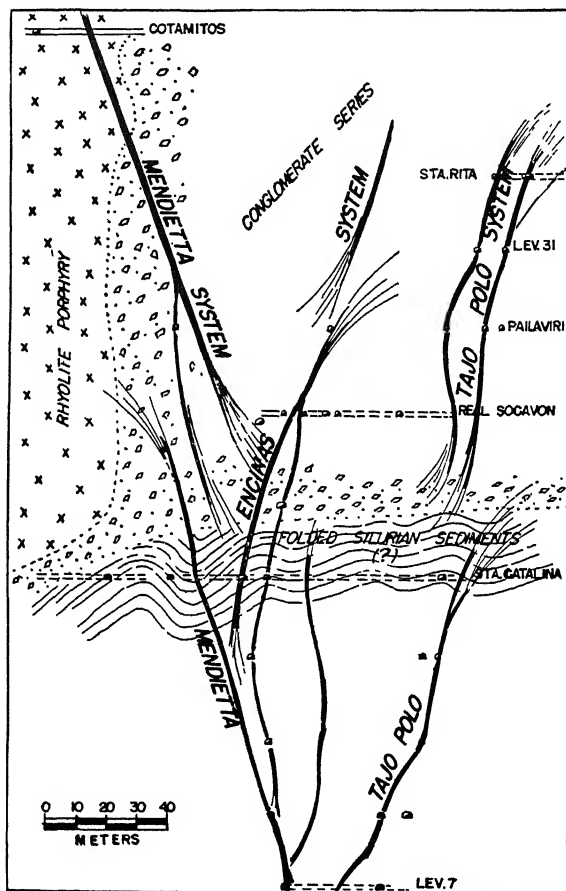 COTAMITOS
CONGLOMERATE SERIES
MENDIETTA SYSTEM
SYSTEM
STA. RITA
TAJO POLO SYSTEM
LEV. 31
PAILAVIRI
RHYOLITE PORPHYRY
REAL SOCAVON
ENCINAS
FOLDED SILURIAN SEDIMENTS
(?)
STA. CATALINA
MENDIETTA
TAJO POLO
0 10 20 30 40
METERS
LEV. 7